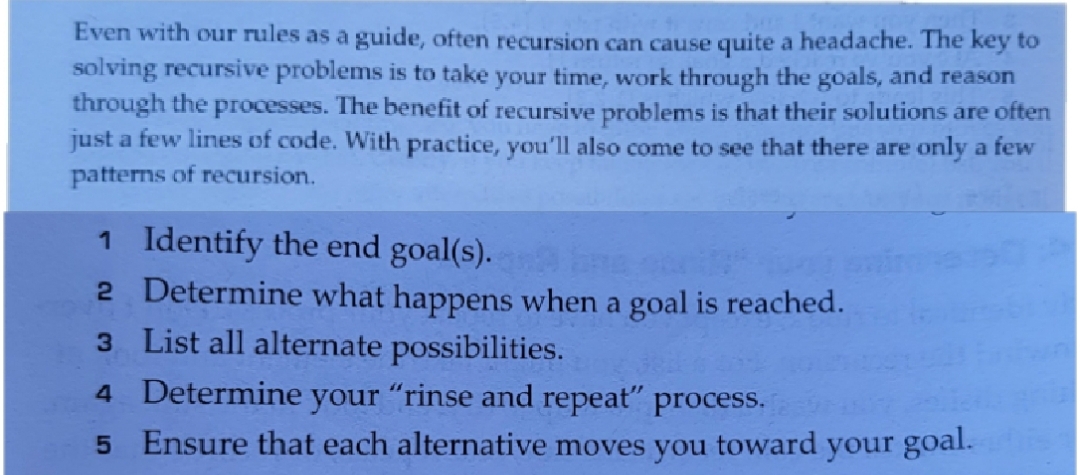 Even with our rules as a guide, often recursion can cause quite a headache. The key to
solving recursive problems is to take your time, work through the goals, and reason
through the processes. The benefit of recursive problems is that their solutions are often
just a few lines of code. With practice, you'll also come to see that there are only a few
patterns of recursion.
1 Identify the end goal(s).
2 Determine what happens when a goal is reached.
3 List all alternate possibilities.
4 Determine your "rinse and repeat" process.
5 Ensure that each alternative moves you toward your goal.